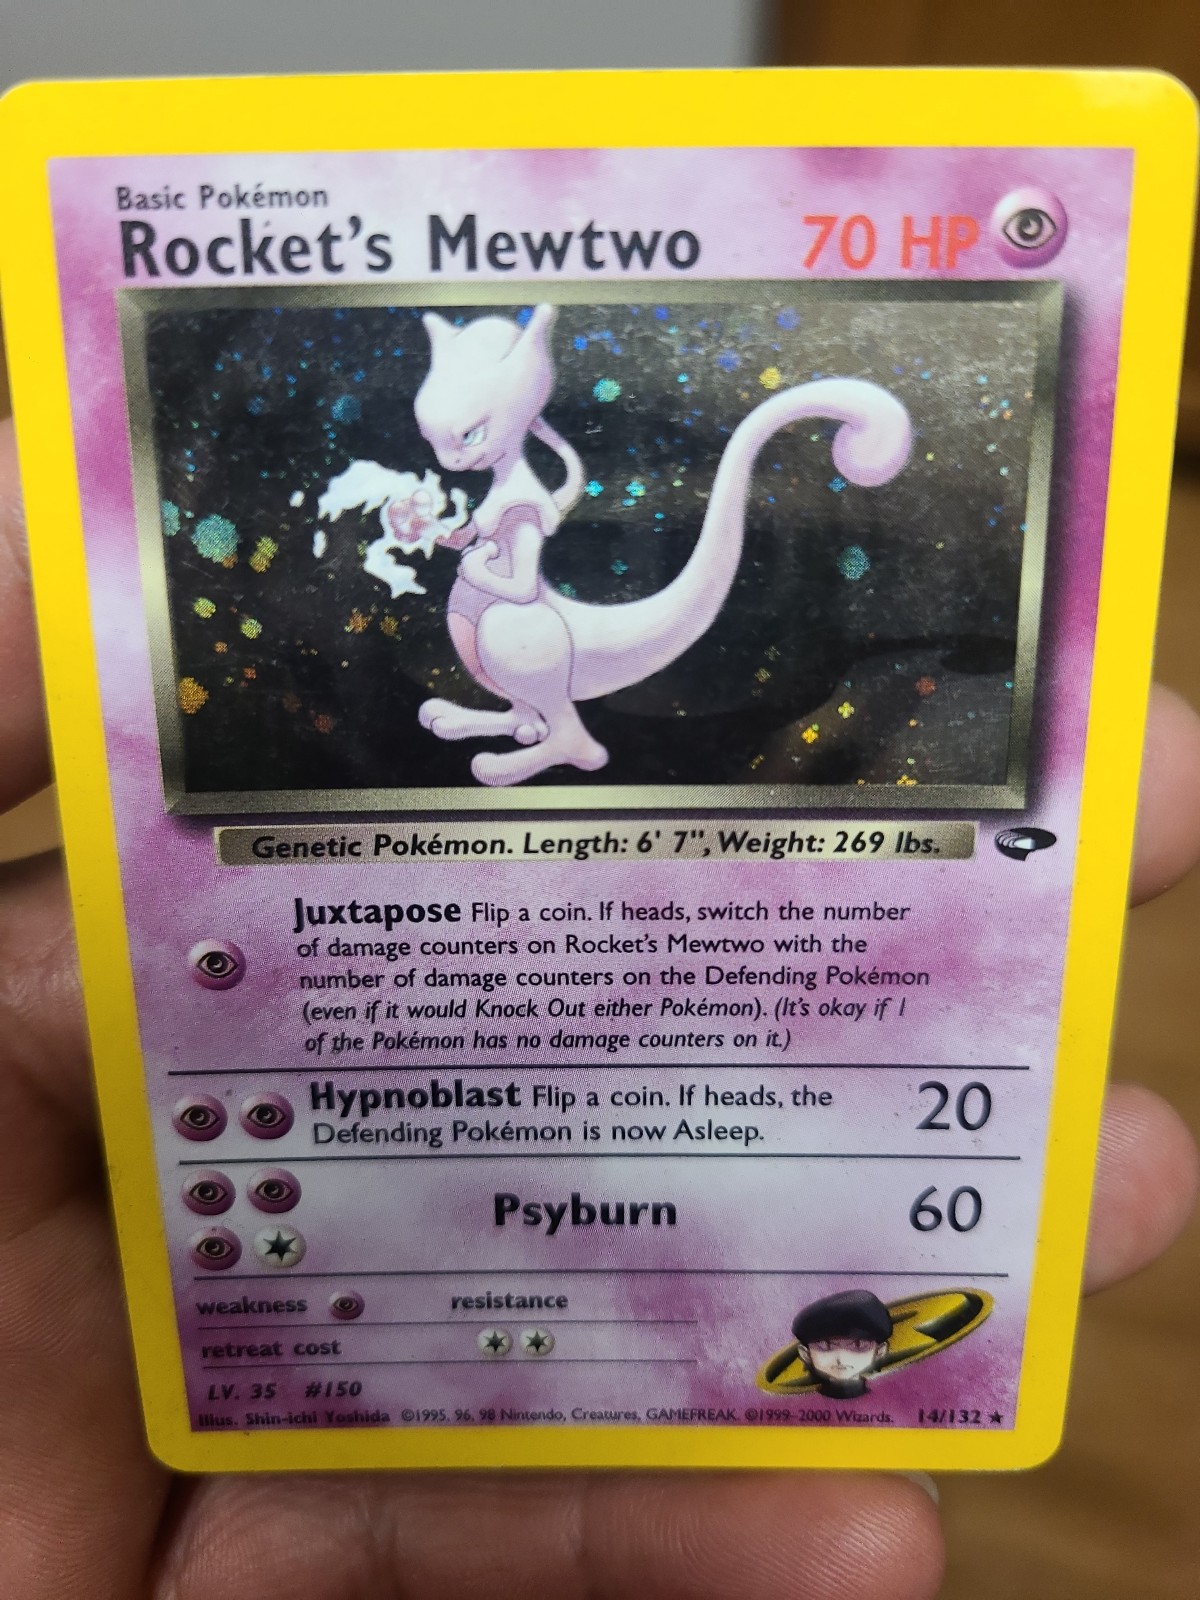 Basic Pokémon
Rocket's Mewtwo 70 HP
Genetic Pokémon. Length: 6' 7", Weight: 269 lbs.
Juxtapose Flip a coin. If heads, switch the number
of damage counters on Rocket's Mewtwo with the
number of damage counters on the Defending Pokémon
(even if it would Knock Out either Pokémon). (It's okay if 1
of the Pokémon has no damage counters on it.)
Hypnoblast Flip a coin. If heads, the
Defending Pokémon is now Asleep.
20
Psyburn 60
weakness resistance
retreat cost
LV. 35 #150
Illus. Shin-ichi Yoshida ©1995, 96, 98 Nintendo, Creatures, GAMEFREAK. ©1999-2000 Wizards. 14/132 ★